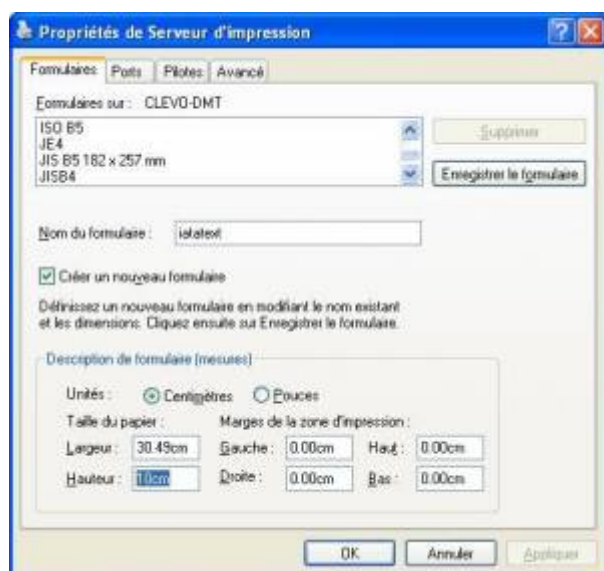 Propriétés de Serveur d'impression
Formulaires Ports Pilotes Avancé
Formulaires sur : CLEVO-DMT
ISO B5
JE4
JIS B5 182 x 257 mm
JISB4
Supprimer
Enregistrer le formulaire
Nom du formulaire : iatatext
Créer un nouveau formulaire
Définissez un nouveau formulaire en modifiant le nom existant
et les dimensions. Cliquez ensuite sur Enregistrer le formulaire.
Description de formulaire (mesures)
Unités : Centimètres Pouces
Taille du papier : Marges de la zone d'impression :
Largeur : 30.49cm Gauche : 0.00cm Haut : 0.00cm
Hauteur : 10cm Droite : 0.00cm Bas : 0.00cm
OK Annuler Appliquer